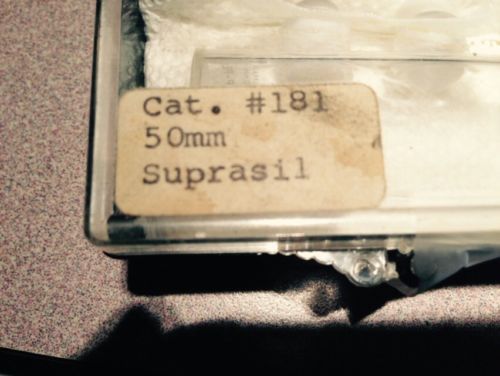 Cat. #181
50mm
Suprasil